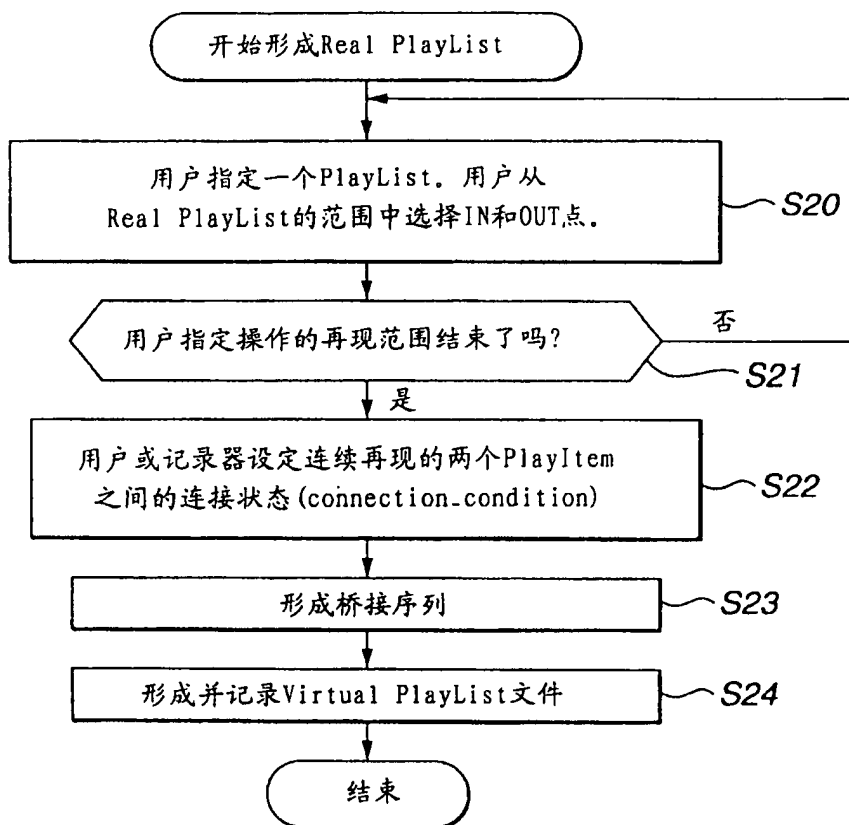 开始形成Real PlayList
用户指定一个PlayList. 用户从
Real PlayList的范围中选择IN和OUT点.
S20
用户指定操作的再现范围结束了吗?
否
S21
是
用户或记录器设定连续再现的两个PlayItem
之间的连接状态(connection_condition)
S22
形成桥接序列
S23
形成并记录Virtual PlayList文件
S24
结束